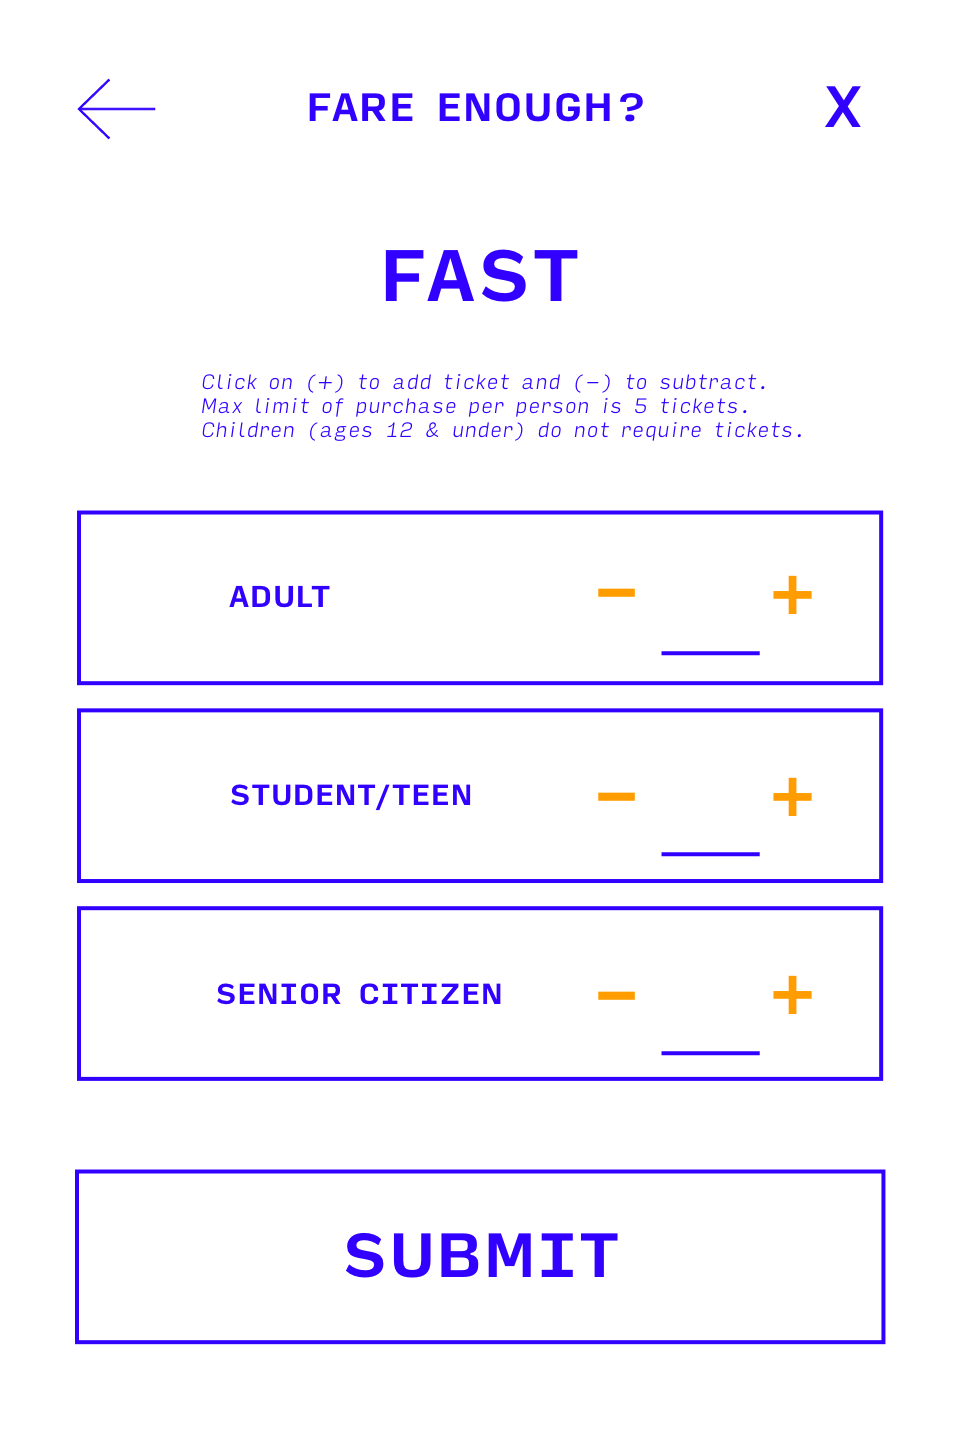 FARE ENOUGH?
X
FAST
Click on (+) to add ticket and (−) to subtract.
Max limit of purchase per person is 5 tickets.
Children (ages 12 & under) do not require tickets.
ADULT − +
STUDENT/TEEN − +
SENIOR CITIZEN − +
SUBMIT